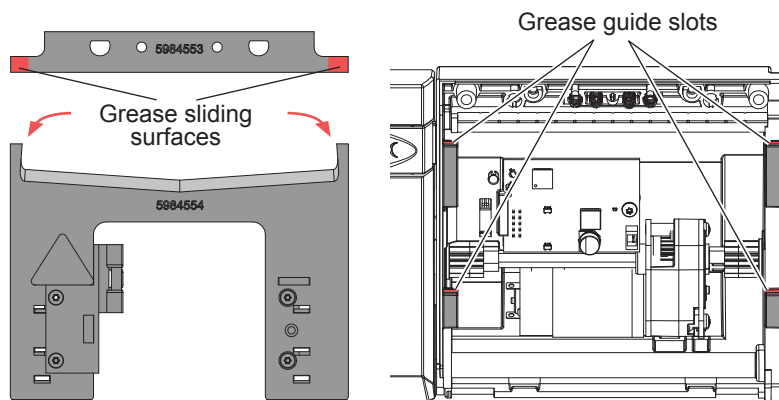 Grease guide slots
5984553
Grease sliding
surfaces
5984554